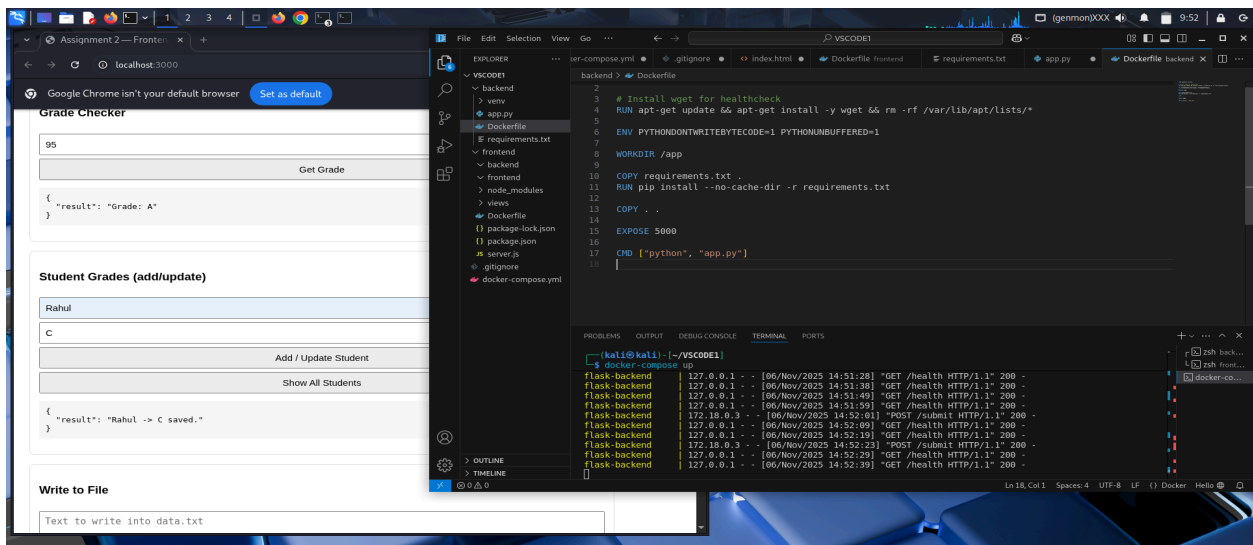 1 2 3 4
(genmon)XXX
9:52
Assignment 2 — Fronten
localhost:3000
Google Chrome isn't your default browser
Set as default
Grade Checker
95
Get Grade
{
"result": "Grade: A"
}
Student Grades (add/update)
Rahul
C
Add / Update Student
Show All Students
{
"result": "Rahul -> C saved."
}
Write to File
Text to write into data.txt
File Edit Selection View Go ···
VSCODE1
EXPLORER ···
VSCODE1
backend
venv
app.py
Dockerfile
requirements.txt
frontend
backend
frontend
node_modules
views
Dockerfile
package-lock.json
package.json
JS server.js
.gitignore
docker-compose.yml
OUTLINE
TIMELINE
er-compose.yml .gitignore index.html Dockerfile frontend requirements.txt app.py Dockerfile backend
backend > Dockerfile
2
3 # Install wget for healthcheck
4 RUN apt-get update && apt-get install -y wget && rm -rf /var/lib/apt/lists/*
5
6 ENV PYTHONDONTWRITEBYTECODE=1 PYTHONUNBUFFERED=1
7
8 WORKDIR /app
9
10 COPY requirements.txt .
11 RUN pip install --no-cache-dir -r requirements.txt
12
13 COPY . .
14
15 EXPOSE 5000
16
17 CMD ["python", "app.py"]
18
PROBLEMS OUTPUT DEBUG CONSOLE TERMINAL PORTS
(kali㉿kali)-[~/VSCODE1]
$ docker-compose up
flask-backend | 127.0.0.1 - - [06/Nov/2025 14:51:28] "GET /health HTTP/1.1" 200 -
flask-backend | 127.0.0.1 - - [06/Nov/2025 14:51:38] "GET /health HTTP/1.1" 200 -
flask-backend | 127.0.0.1 - - [06/Nov/2025 14:51:49] "GET /health HTTP/1.1" 200 -
flask-backend | 127.0.0.1 - - [06/Nov/2025 14:51:59] "GET /health HTTP/1.1" 200 -
flask-backend | 172.18.0.3 - - [06/Nov/2025 14:52:01] "POST /submit HTTP/1.1" 200 -
flask-backend | 127.0.0.1 - - [06/Nov/2025 14:52:09] "GET /health HTTP/1.1" 200 -
flask-backend | 127.0.0.1 - - [06/Nov/2025 14:52:19] "GET /health HTTP/1.1" 200 -
flask-backend | 172.18.0.3 - - [06/Nov/2025 14:52:23] "POST /submit HTTP/1.1" 200 -
flask-backend | 127.0.0.1 - - [06/Nov/2025 14:52:29] "GET /health HTTP/1.1" 200 -
flask-backend | 127.0.0.1 - - [06/Nov/2025 14:52:39] "GET /health HTTP/1.1" 200 -
zsh back...
zsh front...
docker-co...
0 0
Ln 18, Col 1 Spaces: 4 UTF-8 LF {} Docker Hello